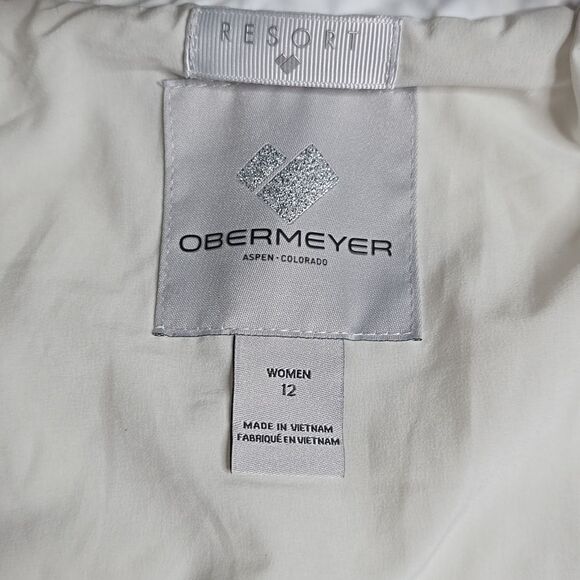 RESORT
OBERMEYER
ASPEN · COLORADO
WOMEN
12
MADE IN VIETNAM
FABRIQUÉ EN VIETNAM